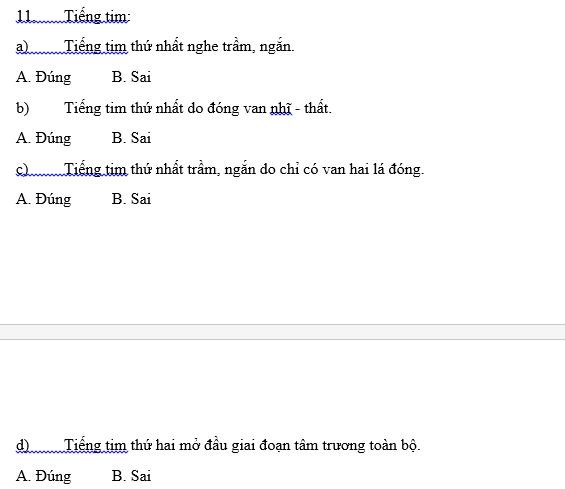 11. Tiếng tim:
a) Tiếng tim thứ nhất nghe trầm, ngắn.
A. Đúng B. Sai
b) Tiếng tim thứ nhất do đóng van nhĩ - thất.
A. Đúng B. Sai
c) Tiếng tim thứ nhất trầm, ngắn do chỉ có van hai lá đóng.
A. Đúng B. Sai
d) Tiếng tim thứ hai mở đầu giai đoạn tâm trương toàn bộ.
A. Đúng B. Sai